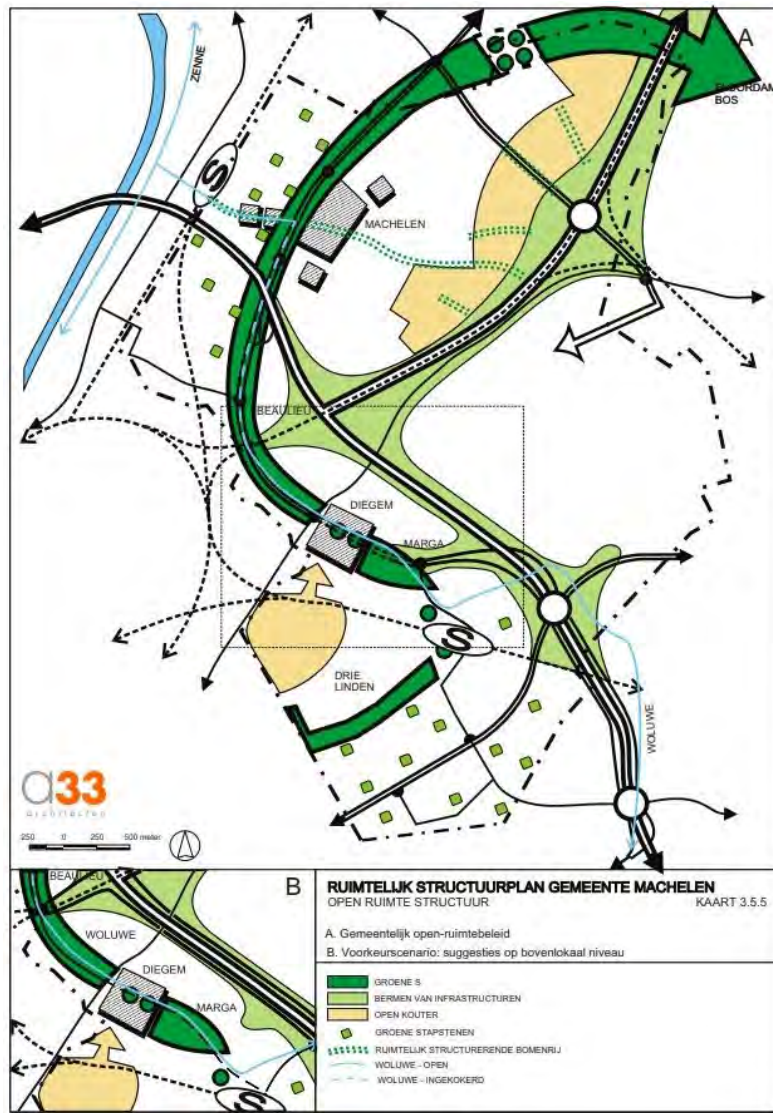 A
ZENNE
BOS
S
MACHELEN
BEAULIEU
DIEGEM
MARGA
S
DRIE
LINDEN
WOLUWE
a33
architecten
250 0 250 500 meter
B
BEAULIEU
WOLUWE
DIEGEM
MARGA
S
RUIMTELIJK STRUCTUURPLAN GEMEENTE MACHELEN
OPEN RUIMTE STRUCTUUR KAART 3.5.5
A. Gemeentelijk open-ruimtebeleid
B. Voorkeurscenario: suggesties op bovenlokaal niveau
GROENE S
BERMEN VAN INFRASTRUCTUREN
OPEN KOUTER
GROENE STAPSTENEN
RUIMTELIJK STRUCTURERENDE BOMENRIJ
WOLUWE - OPEN
WOLUWE - INGEKOKERD